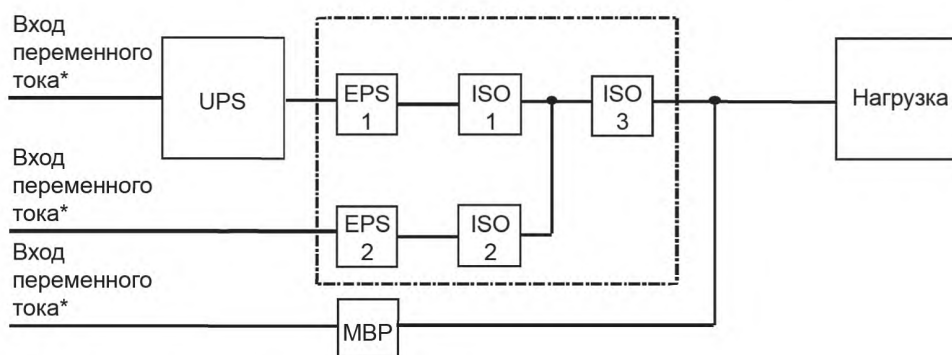 Вход
переменного
тока*
UPS
EPS
1
ISO
1
ISO
3
Нагрузка
Вход
переменного
тока*
EPS
2
ISO
2
Вход
переменного
тока*
MBP